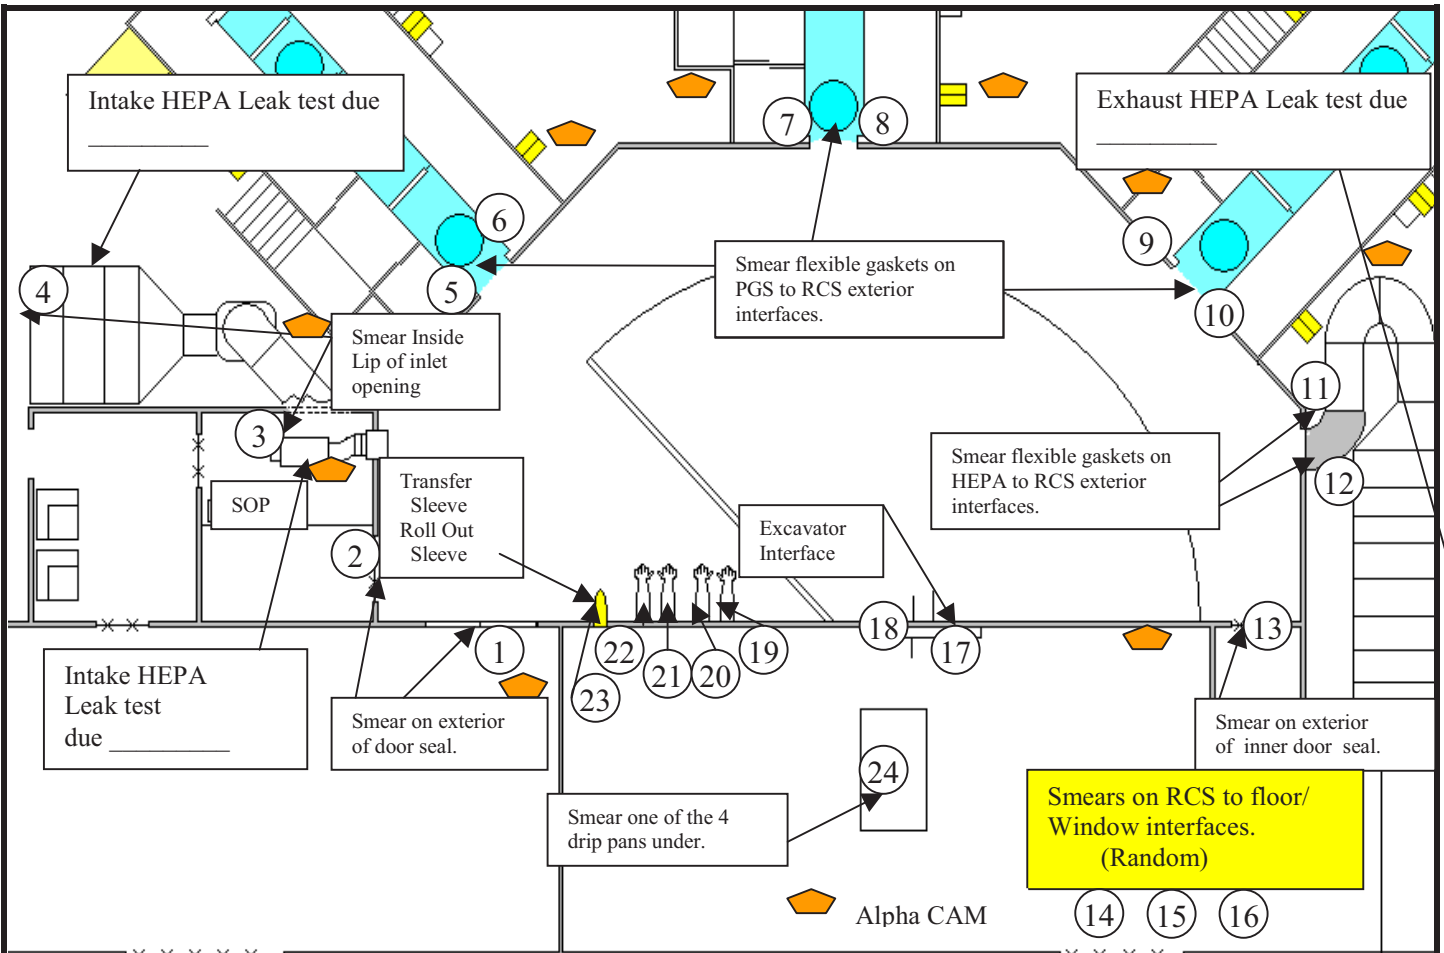 Intake HEPA Leak test due
_________
Exhaust HEPA Leak test due
_________
7
8
6
9
5
4
10
Smear flexible gaskets on
PGS to RCS exterior
interfaces.
Smear Inside
Lip of inlet
opening
11
3
12
Smear flexible gaskets on
HEPA to RCS exterior
interfaces.
Transfer
Sleeve
Roll Out
Sleeve
SOP
Excavator
Interface
2
1
22
21
20
19
23
18
17
13
Intake HEPA
Leak test
due _________
Smear on exterior
of door seal.
Smear on exterior
of inner door seal.
24
Smear one of the 4
drip pans under.
Smears on RCS to floor/
Window interfaces.
(Random)
14
15
16
Alpha CAM